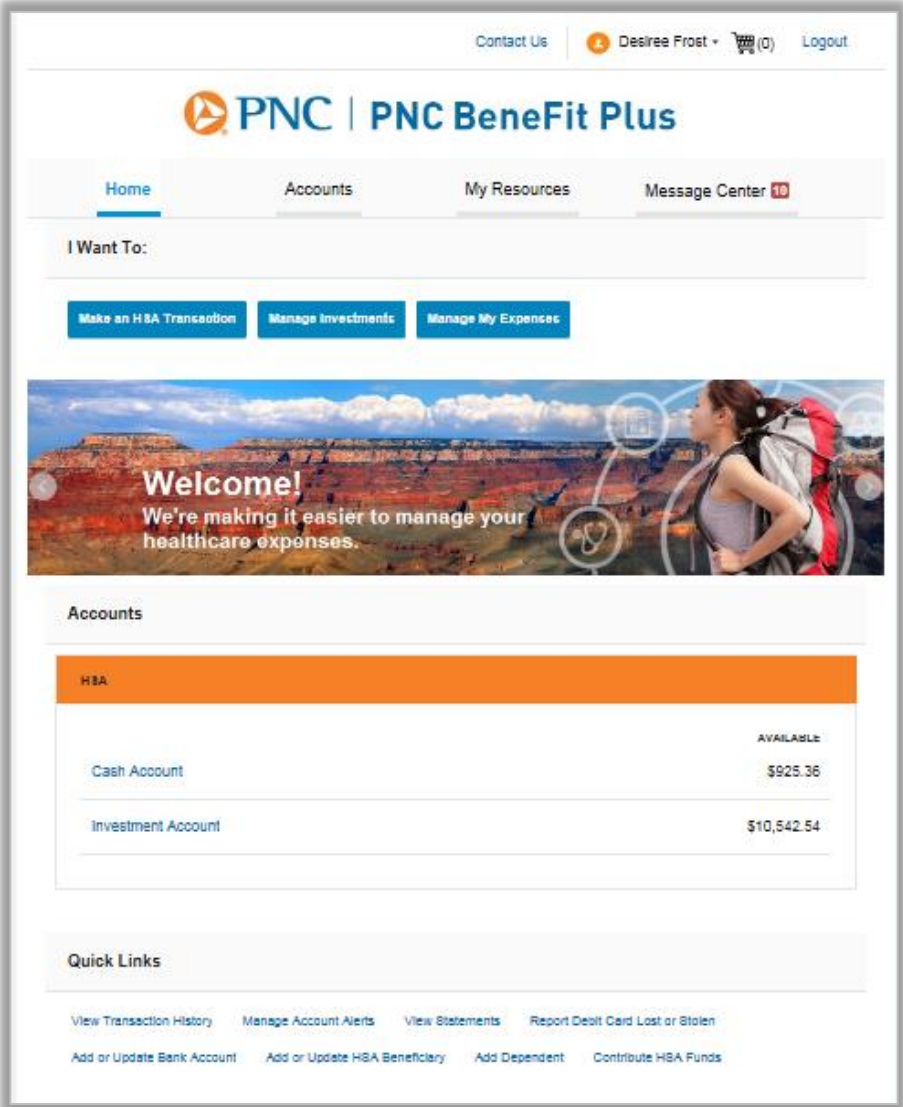 Contact Us Desiree Frost (0) Logout
PNC | PNC BeneFit Plus
Home Accounts My Resources Message Center 10
I Want To:
Make an HSA Transaction Manage Investments Manage My Expenses
Welcome!
We're making it easier to manage your
healthcare expenses.
Accounts
HSA
AVAILABLE
Cash Account $925.36
Investment Account $10,542.54
Quick Links
View Transaction History Manage Account Alerts View Statements Report Debit Card Lost or Stolen
Add or Update Bank Account Add or Update HSA Beneficiary Add Dependent Contribute HSA Funds